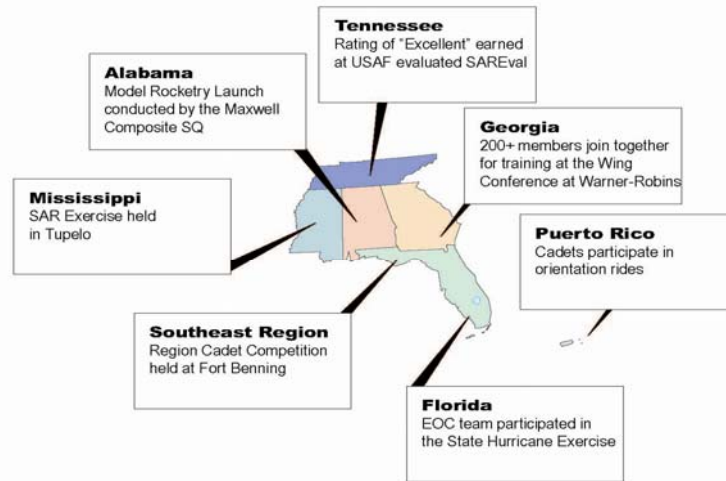 Tennessee
Rating of "Excellent" earned
at USAF evaluated SAREval
Alabama
Model Rocketry Launch
conducted by the Maxwell
Composite SQ
Georgia
200+ members join together
for training at the Wing
Conference at Warner-Robins
Mississippi
SAR Exercise held
in Tupelo
Puerto Rico
Cadets participate in
orientation rides
Southeast Region
Region Cadet Competition
held at Fort Benning
Florida
EOC team participated in
the State Hurricane Exercise